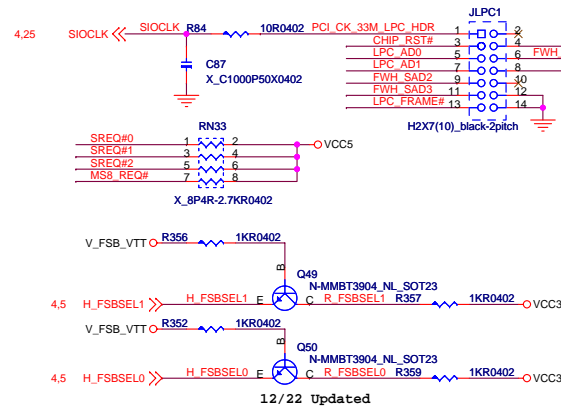 JLPC1
4,25 SIOCLK SIOCLK R84 10R0402 PCI_CK_33M_LPC_HDR 1 2
CHIP_RST# 3 4
LPC_AD0 5 6 FWH_
LPC_AD1 7 8
FWH_SAD2 9 10
FWH_SAD3 11 12
LPC_FRAME# 13 14
C87
X_C1000P50X0402
H2X7(10)_black-2pitch
RN33
SREQ#0 1 2 VCC5
SREQ#1 3 4
SREQ#2 5 6
MS8_REQ# 7 8
X_8P4R-2.7KR0402
V_FSB_VTT R356 1KR0402
B
Q49
N-MMBT3904_NL_SOT23
4,5 H_FSBSEL1 H_FSBSEL1 E C R_FSBSEL1 R357 1KR0402 VCC3
V_FSB_VTT R352 1KR0402
B
Q50
N-MMBT3904_NL_SOT23
4,5 H_FSBSEL0 H_FSBSEL0 E C R_FSBSEL0 R359 1KR0402 VCC3
12/22 Updated